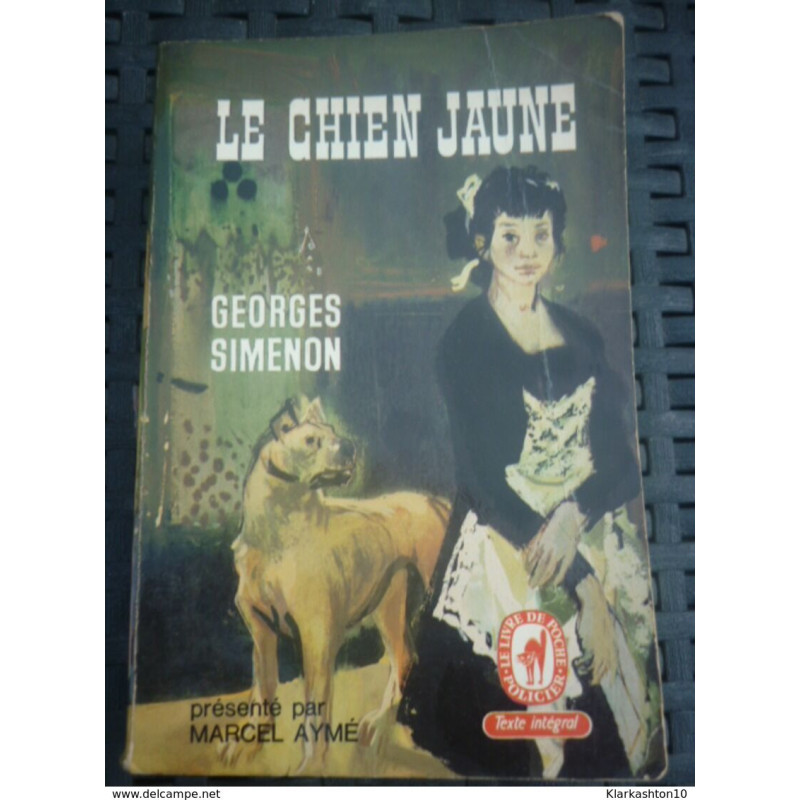 LE CHIEN JAUNE
GEORGES
SIMENON
présenté par
MARCEL AYMÉ
LE LIVRE DE POCHE
POLICIER
Texte intégral
www.delcampe.net
Klarkashton10